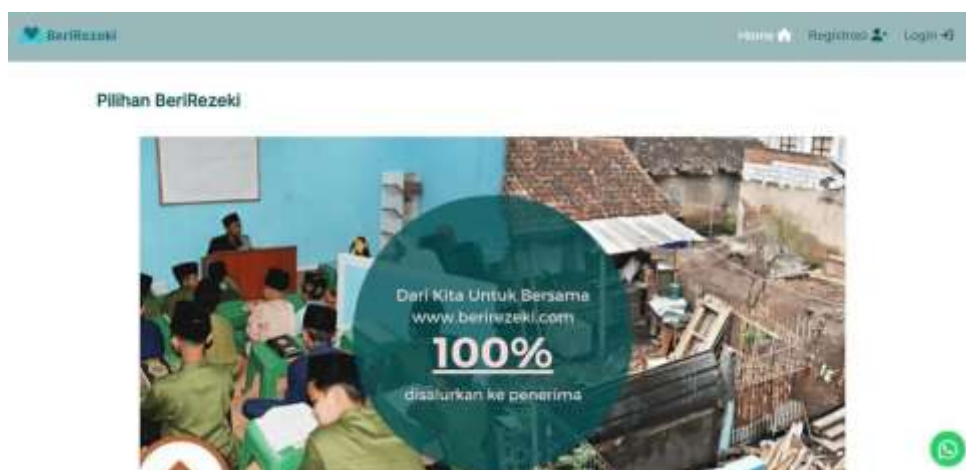 BeriRezeki
Home Registrasi Login
Pilihan BeriRezeki
Dari Kita Untuk Bersama
www.berirezeki.com
100%
disalurkan ke penerima